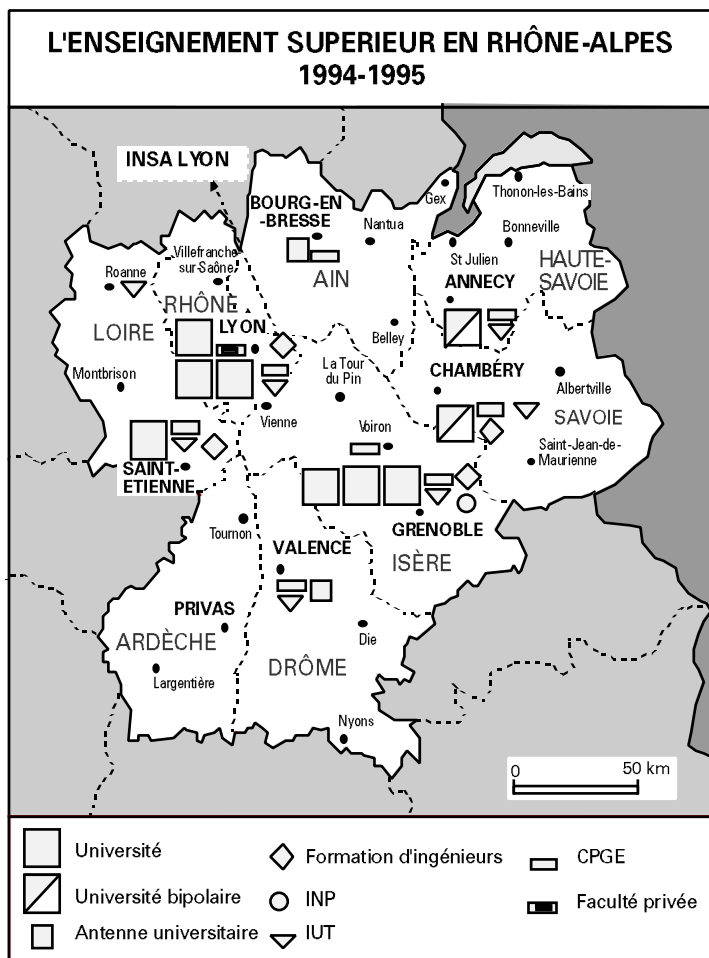 L'ENSEIGNEMENT SUPERIEUR EN RHÔNE-ALPES
1994-1995
INSA LYON
BOURG-EN
-BRESSE
Nantua
Gex
Thonon-les-Bains
Bonneville
St Julien
HAUTE-
SAVOIE
ANNECY
AIN
Villefranche
sur-Saône
Roanne
RHÔNE
LOIRE
LYON
Belley
La Tour
du Pin
CHAMBÉRY
Albertville
Montbrison
Vienne
SAVOIE
Voiron
Saint-Jean-de-
Maurienne
SAINT-
ETIENNE
GRENOBLE
Tournon
VALENCE
ISÈRE
PRIVAS
ARDÈCHE
Die
DRÔME
Largentière
Nyons
0
50 km
Université
Université bipolaire
Antenne universitaire
Formation d'ingénieurs
INP
IUT
CPGE
Faculté privée